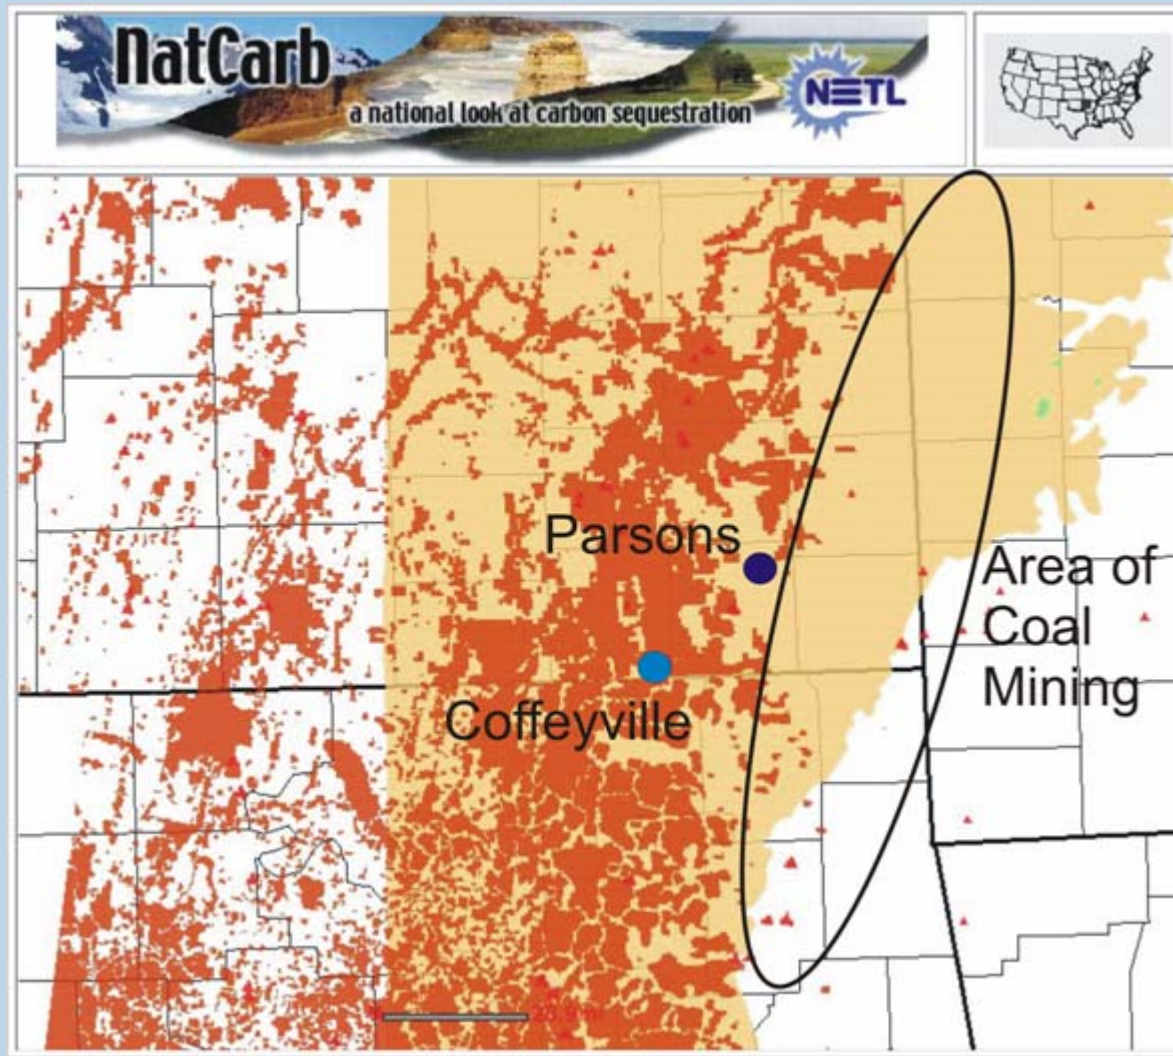 NatCarb
a national look at carbon sequestration
NETL
Parsons
Coffeyville
Area of
Coal
Mining